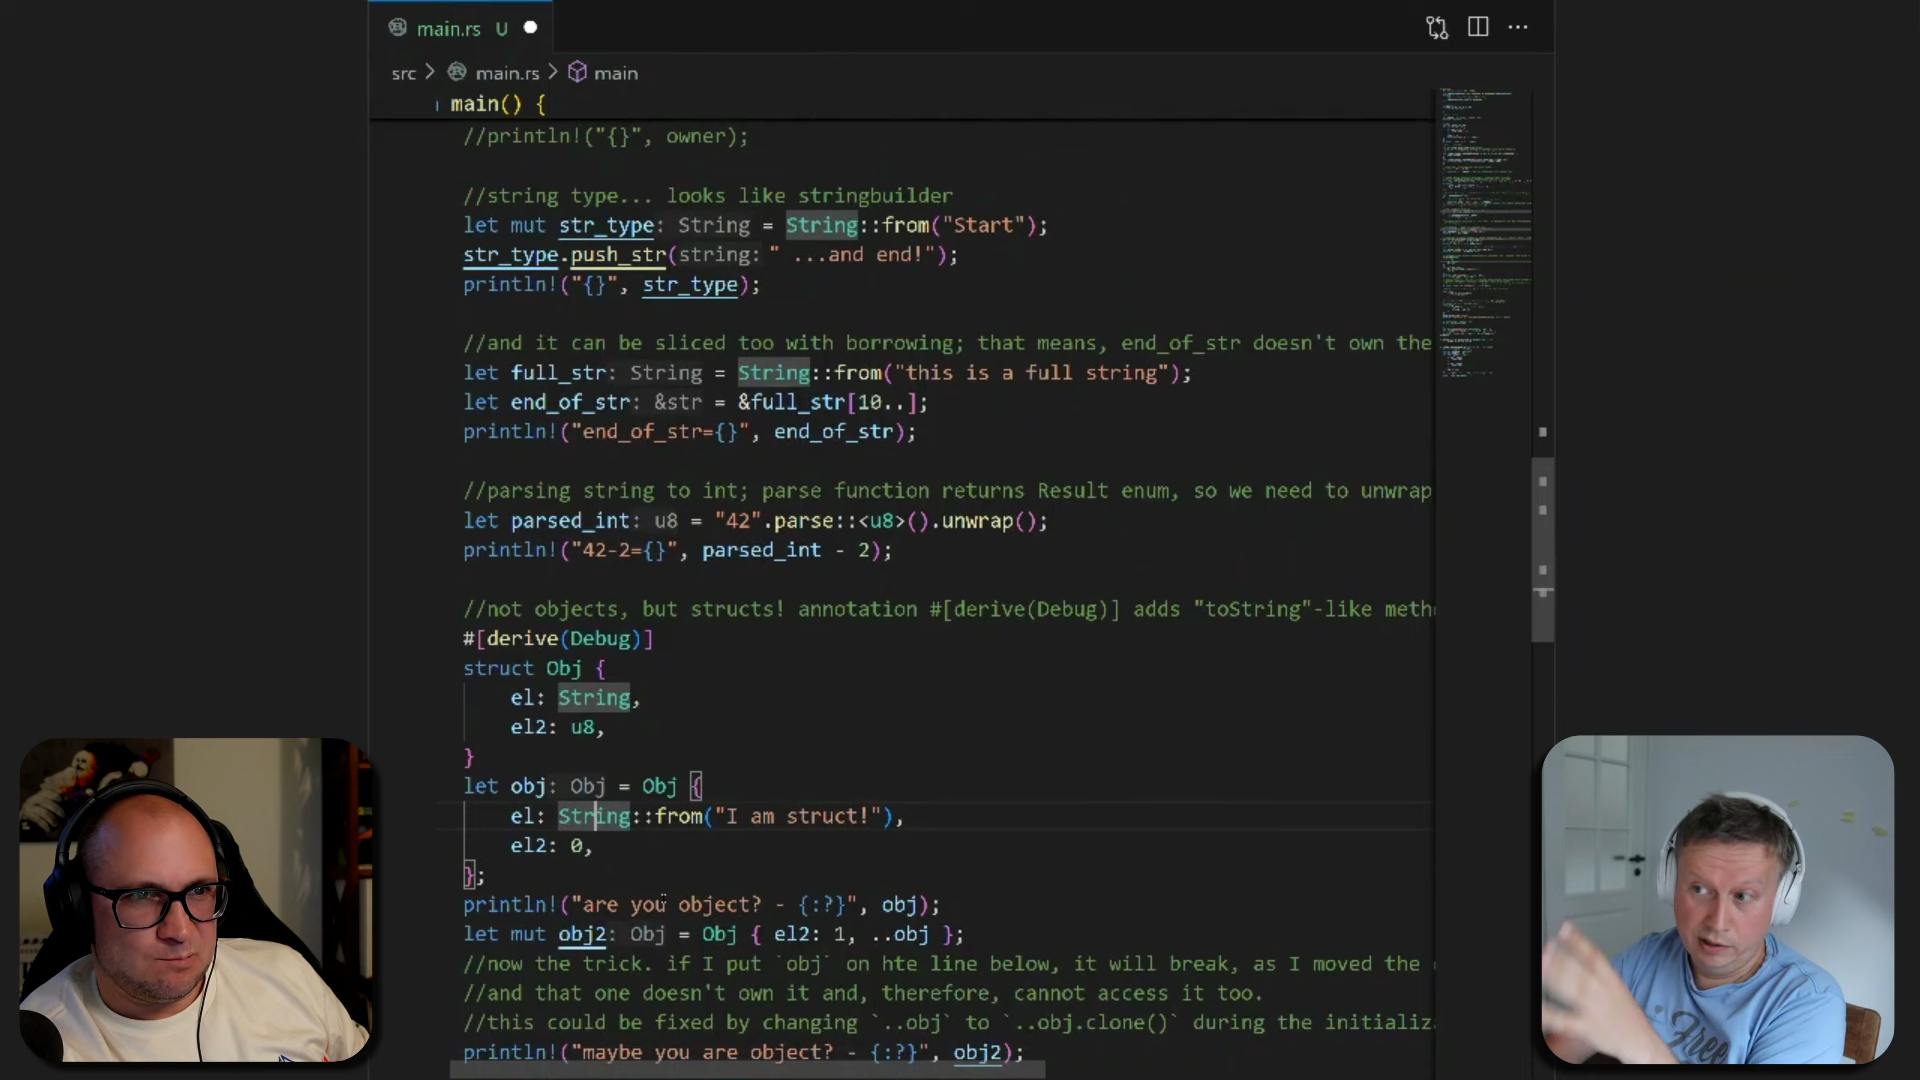 main.rs U
src > main.rs > main
main() {
//println!("{}", owner);
//string type... looks like stringbuilder
let mut str_type: String = String::from("Start");
str_type.push_str(string: " ...and end!");
println!("{}", str_type);
//and it can be sliced too with borrowing; that means, end_of_str doesn't own the
let full_str: String = String::from("this is a full string");
let end_of_str: &str = &full_str[10..];
println!("end_of_str={}", end_of_str);
//parsing string to int; parse function returns Result enum, so we need to unwrap
let parsed_int: u8 = "42".parse::<u8>().unwrap();
println!("42-2={}", parsed_int - 2);
//not objects, but structs! annotation #[derive(Debug)] adds "toString"-like meth
#[derive(Debug)]
struct Obj {
el: String,
el2: u8,
}
let obj: Obj = Obj {
el: String::from("I am struct!"),
el2: 0,
};
println!("are you object? - {:?}", obj);
let mut obj2: Obj = Obj { el2: 1, ..obj };
//now the trick. if I put `obj` on hte line below, it will break, as I moved the
//and that one doesn't own it and, therefore, cannot access it too.
//this could be fixed by changing `..obj` to `..obj.clone()` during the initializ
println!("maybe you are object? - {:?}", obj2);
Free